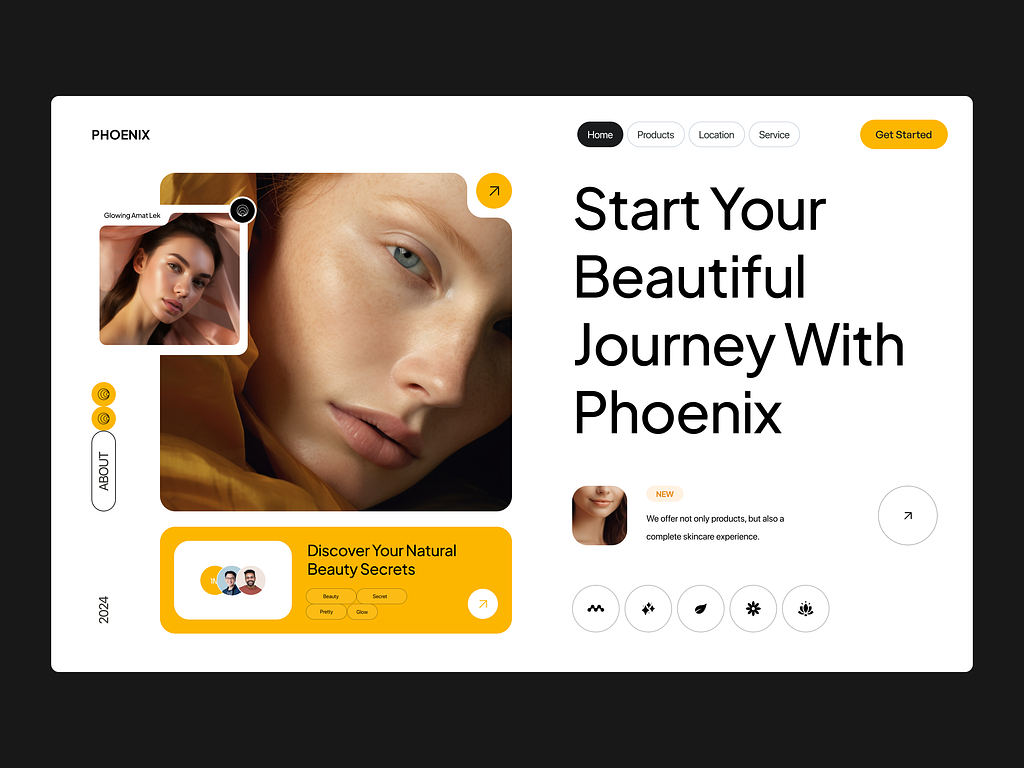 PHOENIX
Home
Products
Location
Service
Get Started
Glowing Amat Lek
Start Your
Beautiful
Journey With
Phoenix
ABOUT
2024
NEW
We offer not only products, but also a
complete skincare experience.
Discover Your Natural
Beauty Secrets
Beauty
Secret
Pretty
Glow